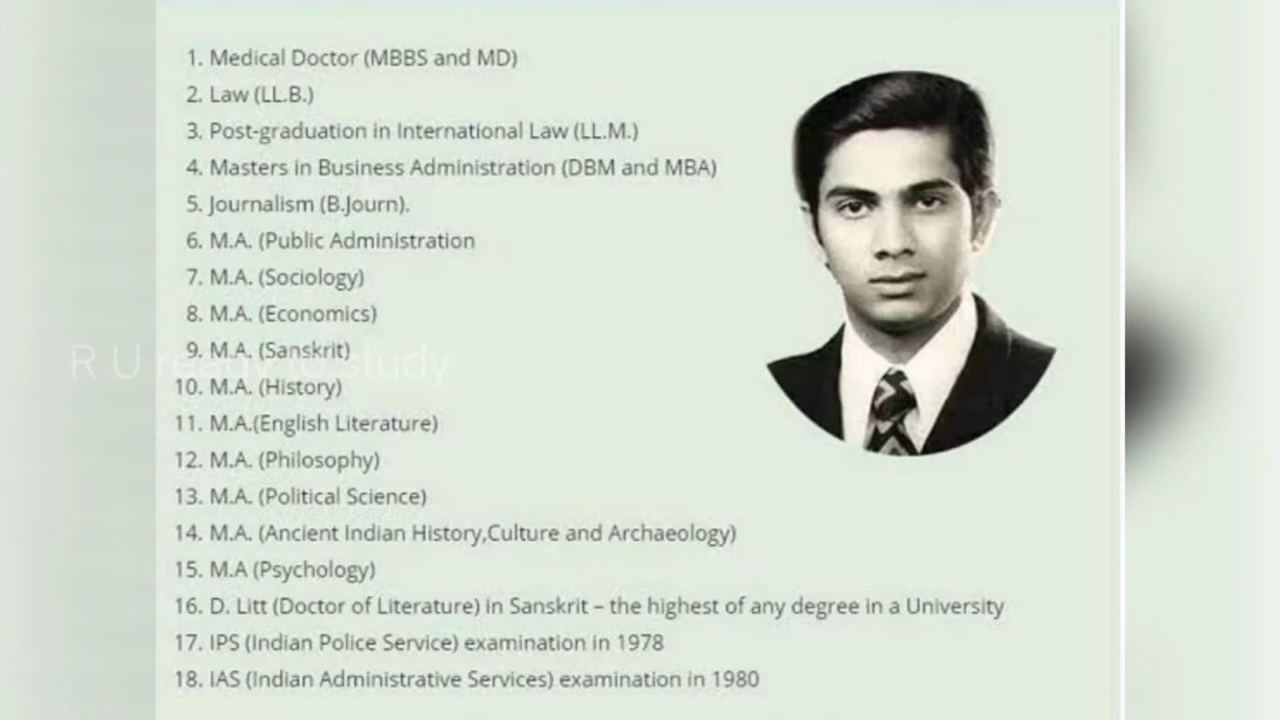 1. Medical Doctor (MBBS and MD)
2. Law (LL.B.)
3. Post-graduation in International Law (LL.M.)
4. Masters in Business Administration (DBM and MBA)
5. Journalism (B.Journ).
6. M.A. (Public Administration
7. M.A. (Sociology)
8. M.A. (Economics)
9. M.A. (Sanskrit)
R U ready to study
10. M.A. (History)
11. M.A.(English Literature)
12. M.A. (Philosophy)
13. M.A. (Political Science)
14. M.A. (Ancient Indian History,Culture and Archaeology)
15. M.A (Psychology)
16. D. Litt (Doctor of Literature) in Sanskrit – the highest of any degree in a University
17. IPS (Indian Police Service) examination in 1978
18. IAS (Indian Administrative Services) examination in 1980